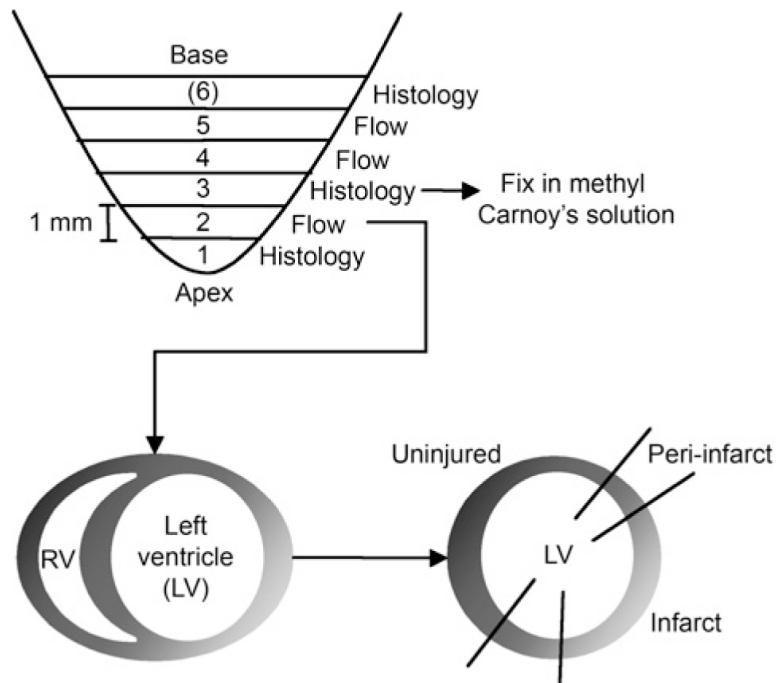 Base
(6)
Histology
5
Flow
4
Flow
3
Histology
Fix in methyl
Carnoy's solution
1 mm
2
Flow
1
Histology
Apex
RV
Left
ventricle
(LV)
Uninjured
Peri-infarct
LV
Infarct